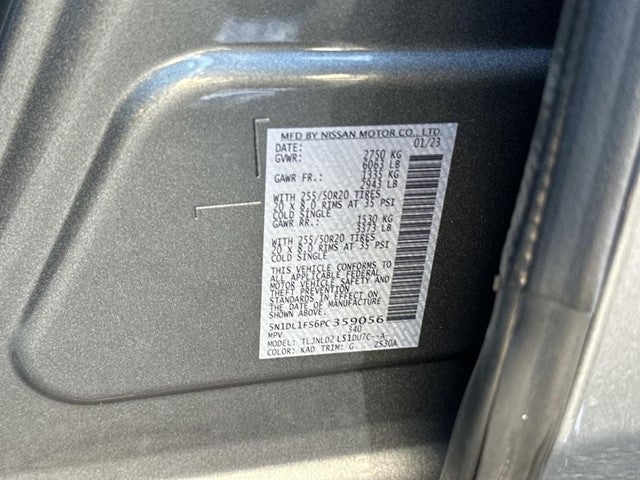 MFD BY NISSAN MOTOR CO., LTD.
DATE: 01/23
GVWR: 2750 KG
6063 LB
GAWR FR.: 1335 KG
2943 LB
WITH 255/50R20 TIRES
20 X 8.0 RIMS AT 35 PSI
COLD SINGLE
GAWR RR.: 1530 KG
3373 LB
WITH 255/50R20 TIRES
20 X 8.0 RIMS AT 35 PSI
COLD SINGLE
THIS VEHICLE CONFORMS TO
ALL APPLICABLE FEDERAL
MOTOR VEHICLE SAFETY AND
THEFT PREVENTION
STANDARDS IN EFFECT ON
THE DATE OF MANUFACTURE
SHOWN ABOVE.
5N1DL1FS6PC359056
MPV 340
MODEL: TLJNLD2 LS1DU7C--A-
COLOR: KAD TRIM: G ZS30A